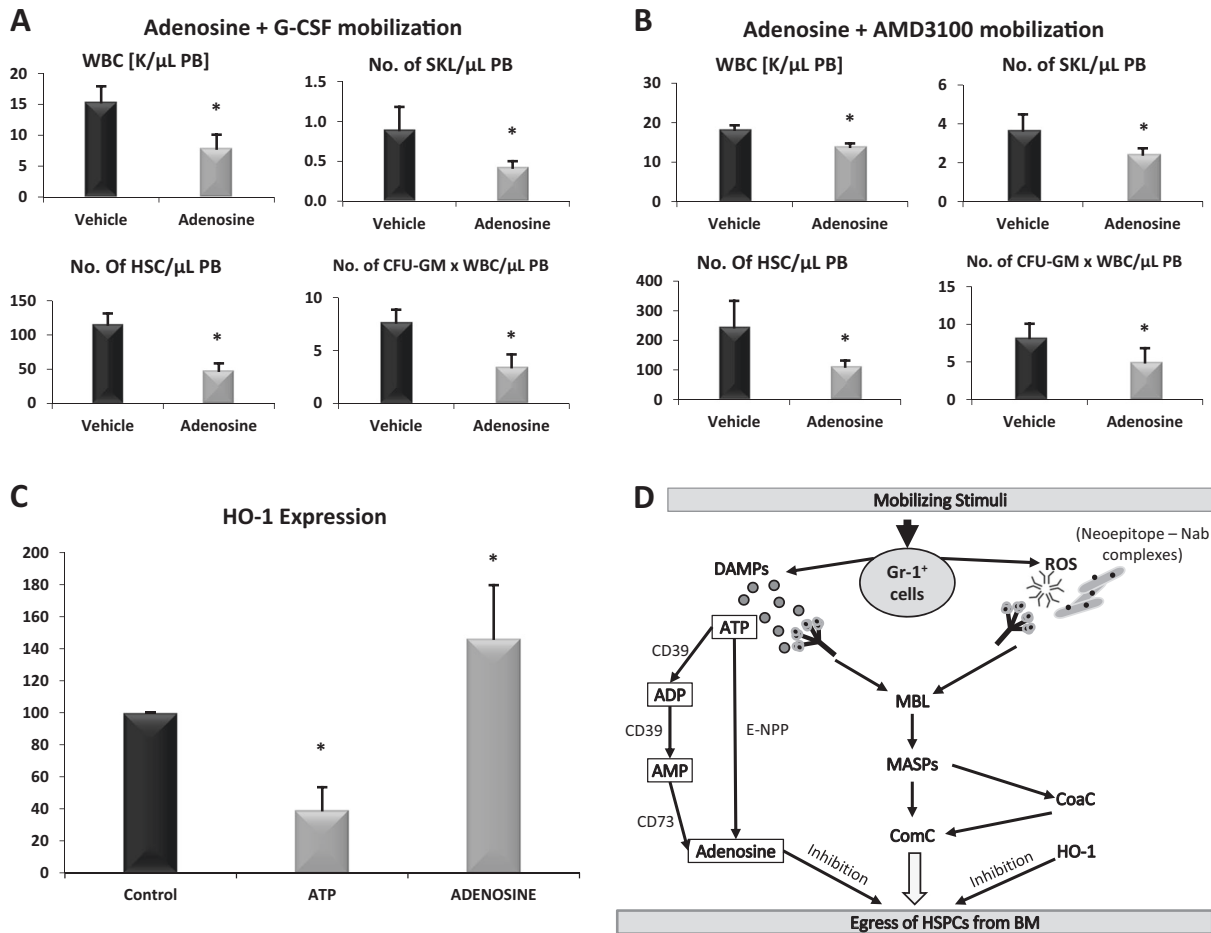 A
Adenosine + G-CSF mobilization
WBC [K/μL PB]
20
15
10
5
0
Vehicle
Adenosine
*
No. of SKL/μL PB
1.5
1.0
0.5
0.0
Vehicle
Adenosine
*
No. Of HSC/μL PB
150
100
50
0
Vehicle
Adenosine
*
No. of CFU-GM x WBC/μL PB
10
5
0
Vehicle
Adenosine
*
B
Adenosine + AMD3100 mobilization
WBC [K/μL PB]
30
20
10
0
Vehicle
Adenosine
*
No. of SKL/μL PB
6
4
2
0
Vehicle
Adenosine
*
No. Of HSC/μL PB
400
300
200
100
0
Vehicle
Adenosine
*
No. of CFU-GM x WBC/μL PB
15
10
5
0
Vehicle
Adenosine
*
C
HO-1 Expression
200
180
160
140
120
100
80
60
40
20
0
Control
ATP
ADENOSINE
*
*
D
Mobilizing Stimuli
(Neoepitope – Nab
complexes)
DAMPs
Gr-1+
cells
ROS
ATP
CD39
ADP
MBL
CD39
E-NPP
AMP
MASPs
CoaC
CD73
ComC
Adenosine
Inhibition
Inhibition
HO-1
Egress of HSPCs from BM